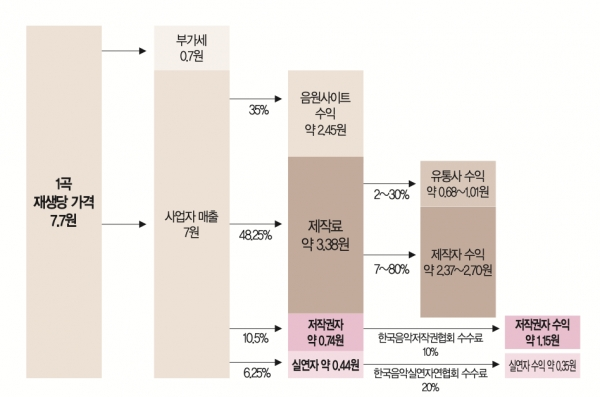 1곡
재생당 가격
7.7원
부가세
0.7원
사업자 매출
7원
35%
48.25%
10.5%
6.25%
음원사이트
수익
약 2.45원
제작료
약 3.38원
저작권자
약 0.74원
실연자 약 0.44원
2~30%
7~80%
한국음악저작권협회 수수료
10%
한국음악실연자연협회 수수료
20%
유통사 수익
약 0.68~1.01원
제작자 수익
약 2.37~2.70원
저작권자 수익
약 1.15원
실연자 수익 약 0.35원